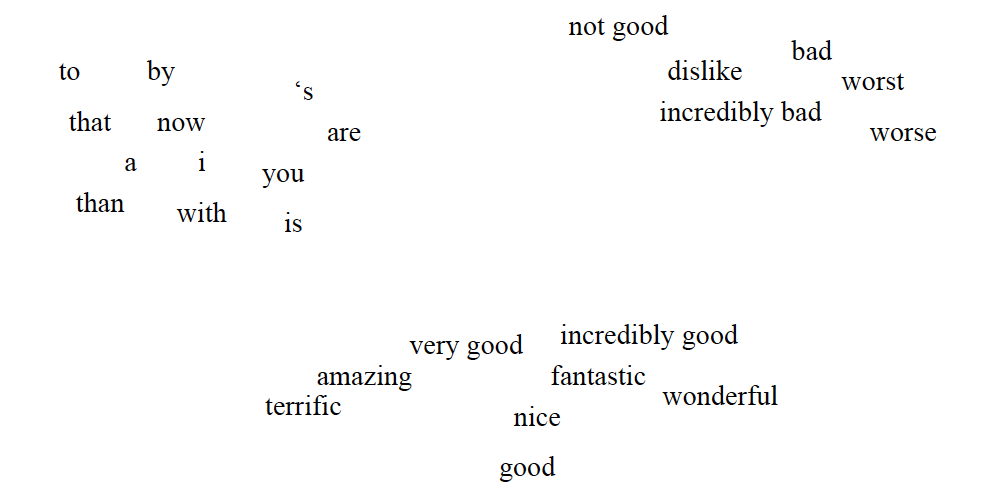 not good
bad
to by dislike
‘s worst
that now incredibly bad
are worse
a i you
than with is
very good incredibly good
amazing fantastic
terrific wonderful
nice
good